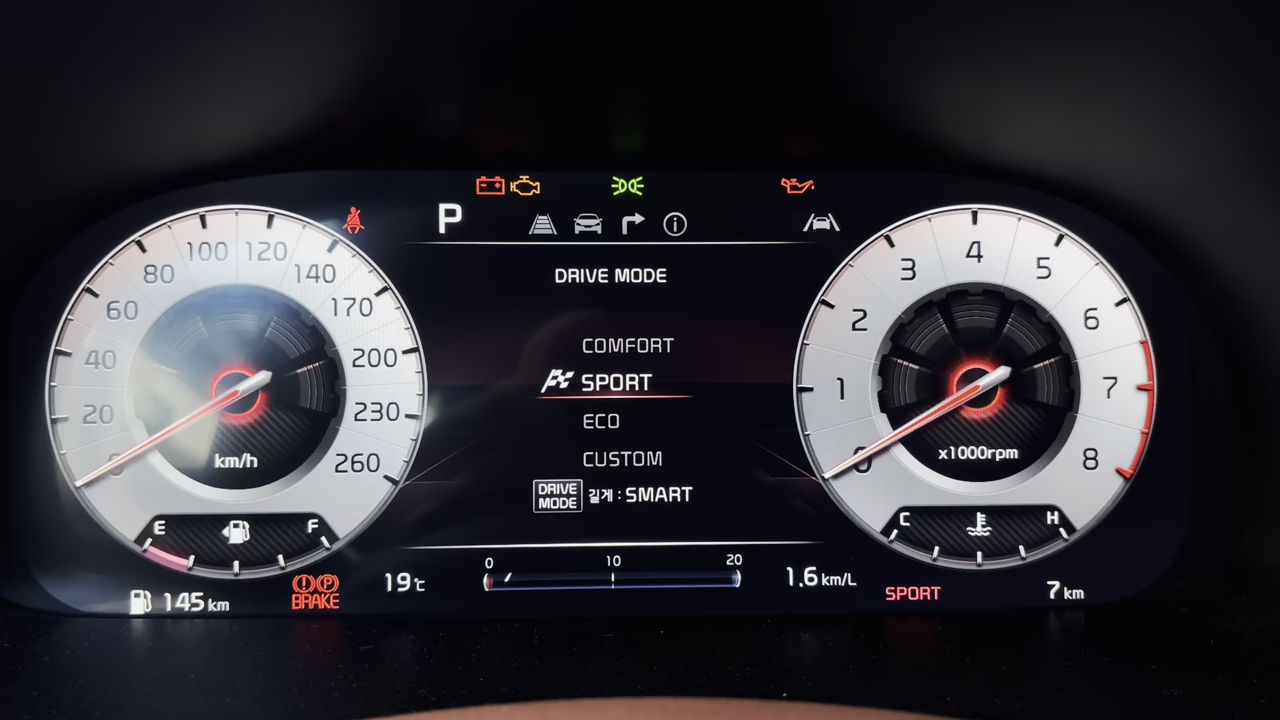 P
DRIVE MODE
COMFORT
SPORT
ECO
CUSTOM
DRIVE MODE 길게 : SMART
0 10 20
19℃
1.6 km/L
0 20 40 60 80 100 120 140 170 200 230 260
km/h
E F
145 km
BRAKE
P
0 1 2 3 4 5 6 7 8
x1000rpm
C H
SPORT
7 km